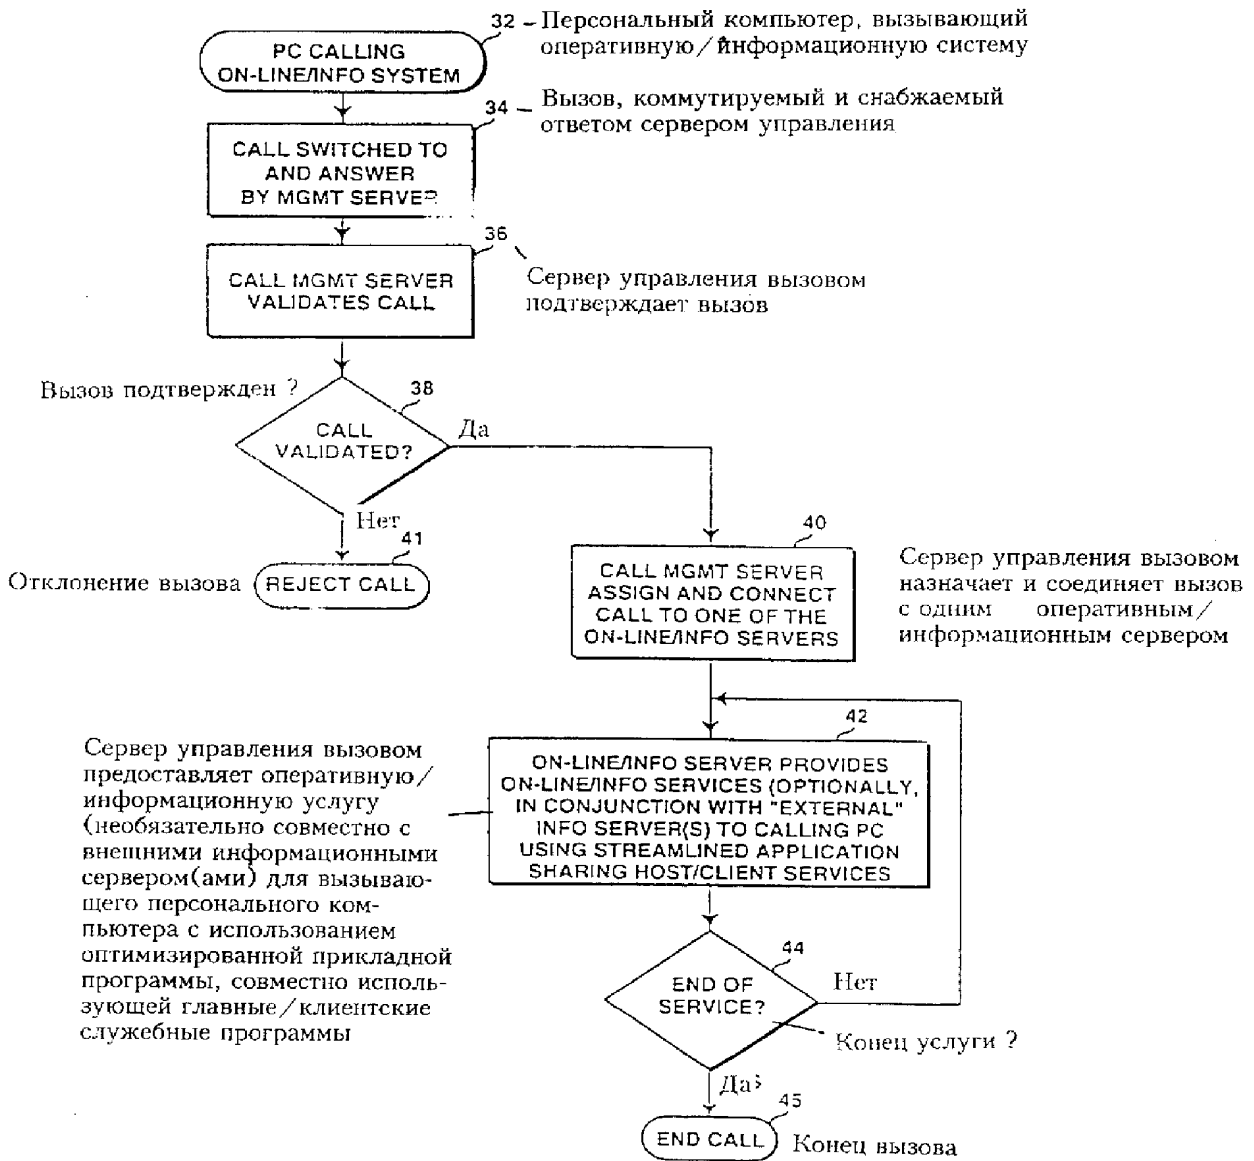 32 – Персональный компьютер, вызывающий
оперативную/информационную систему
PC CALLING
ON-LINE/INFO SYSTEM
34 – Вызов, коммутируемый и снабжаемый
ответом сервером управления
CALL SWITCHED TO
AND ANSWER
BY MGMT SERVER
36
Сервер управления вызовом
подтверждает вызов
CALL MGMT SERVER
VALIDATES CALL
Вызов подтвержден ?
38
CALL
VALIDATED?
Да
Нет
41
Отклонение вызова
REJECT CALL
40
CALL MGMT SERVER
ASSIGN AND CONNECT
CALL TO ONE OF THE
ON-LINE/INFO SERVERS
Сервер управления вызовом
назначает и соединяет вызов
с одним оперативным/
информационным сервером
42
Сервер управления вызовом
предоставляет оперативную/
информационную услугу
(необязательно совместно с
внешними информационными
сервером(ами) для вызываю-
щего персонального ком-
пьютера с использованием
оптимизированной прикладной
программы, совместно исполь-
зующей главные/клиентские
служебные программы
ON-LINE/INFO SERVER PROVIDES
ON-LINE/INFO SERVICES (OPTIONALLY,
IN CONJUNCTION WITH "EXTERNAL"
INFO SERVER(S) TO CALLING PC
USING STREAMLINED APPLICATION
SHARING HOST/CLIENT SERVICES
44
END OF
SERVICE?
Нет
Конец услуги ?
Да
45
END CALL
Конец вызова